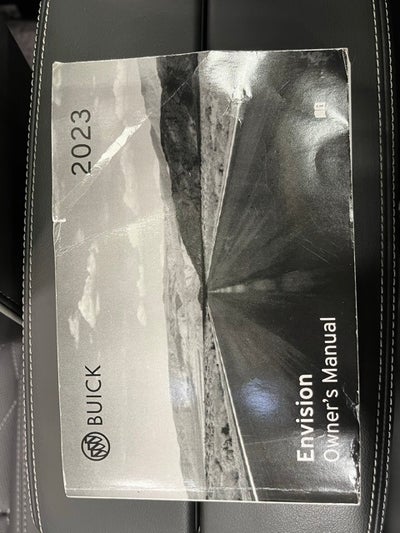 BUICK
2023
Envision
Owner's Manual